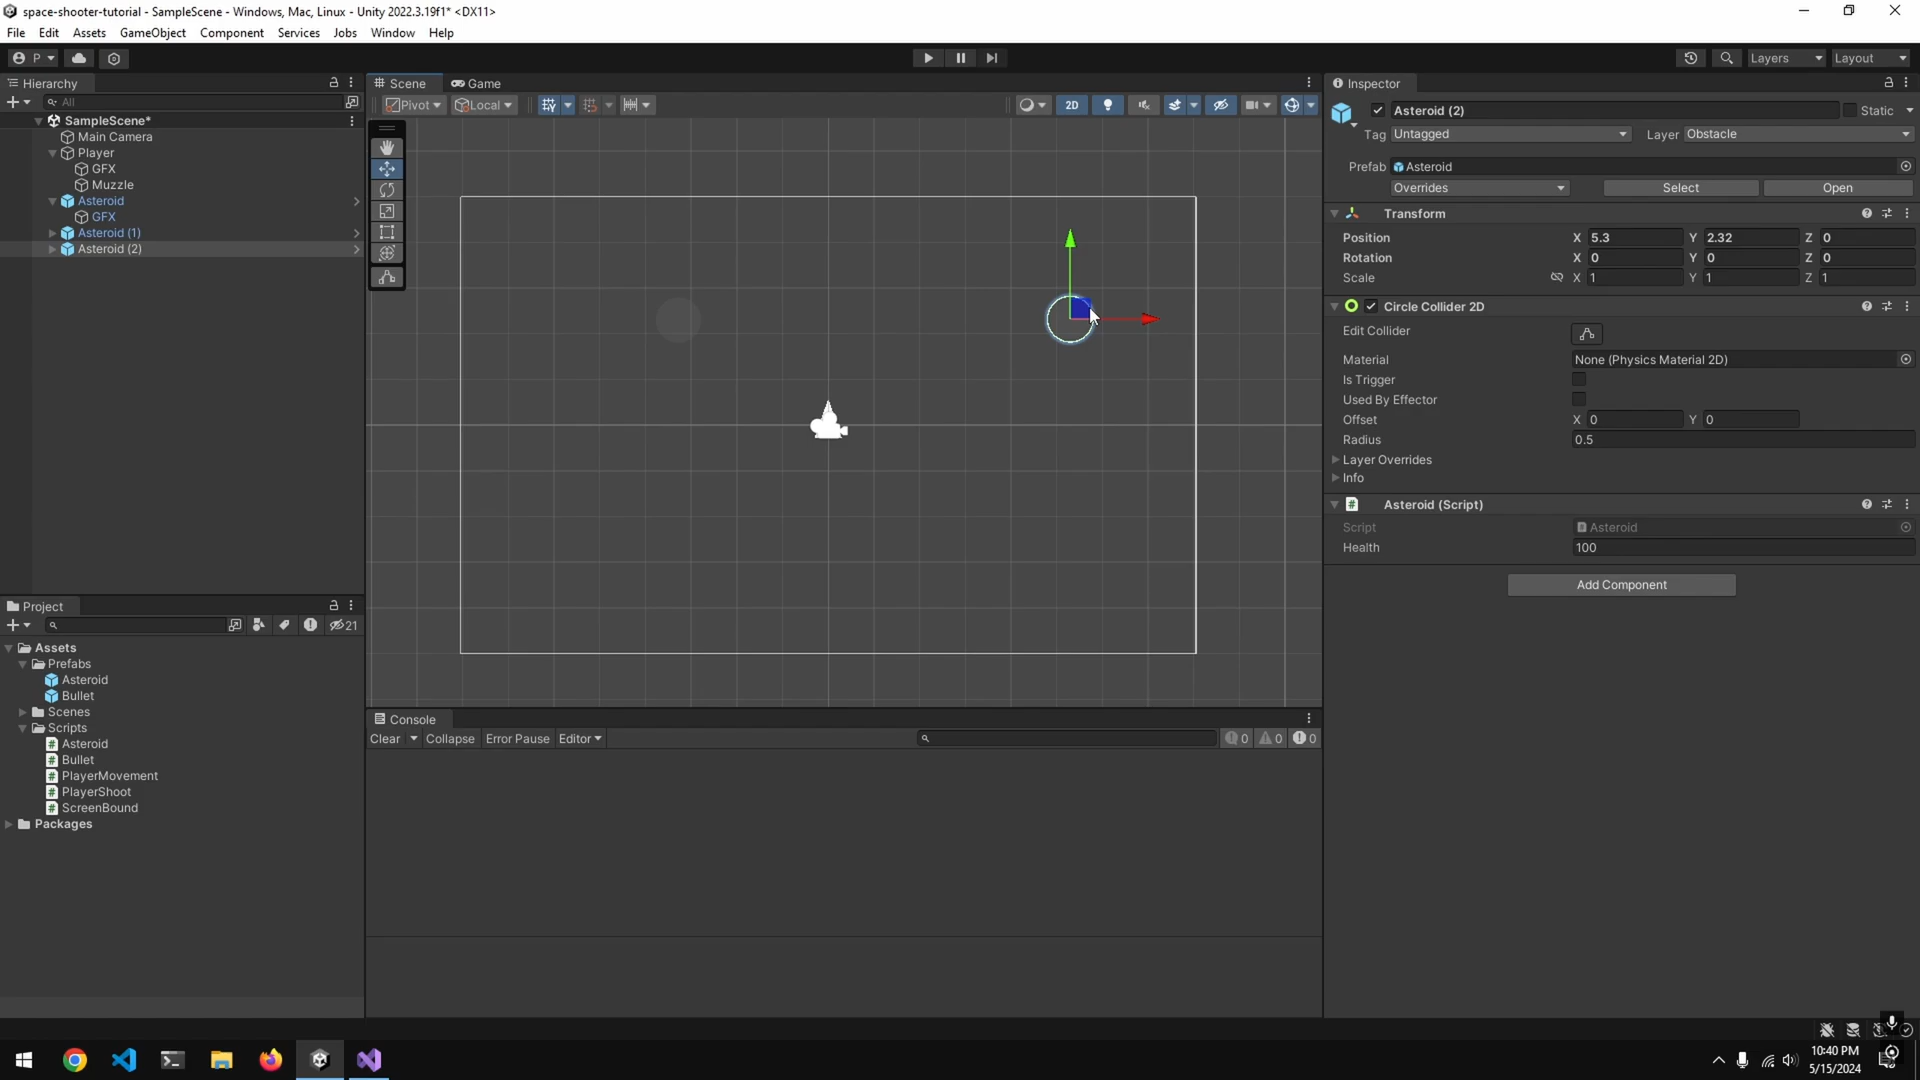 space-shooter-tutorial - SampleScene - Windows, Mac, Linux - Unity 2022.3.19f1* <DX11>
File Edit Assets GameObject Component Services Jobs Window Help
P Layers Layout
Hierarchy
All
SampleScene*
Main Camera
Player
GFX
Muzzle
Asteroid
GFX
Asteroid (1)
Asteroid (2)
Scene Game
Pivot Local 2D
Inspector
Asteroid (2) Static
Tag Untagged Layer Obstacle
Prefab Asteroid
Overrides Select Open
Transform
Position X 5.3 Y 2.32 Z 0
Rotation X 0 Y 0 Z 0
Scale X 1 Y 1 Z 1
Circle Collider 2D
Edit Collider
Material None (Physics Material 2D)
Is Trigger
Used By Effector
Offset X 0 Y 0
Radius 0.5
Layer Overrides
Info
Asteroid (Script)
Script Asteroid
Health 100
Add Component
Project
21
Assets
Prefabs
Asteroid
Bullet
Scenes
Scripts
Asteroid
Bullet
PlayerMovement
PlayerShoot
ScreenBound
Packages
Console
Clear Collapse Error Pause Editor 0 0 0
10:40 PM
5/15/2024